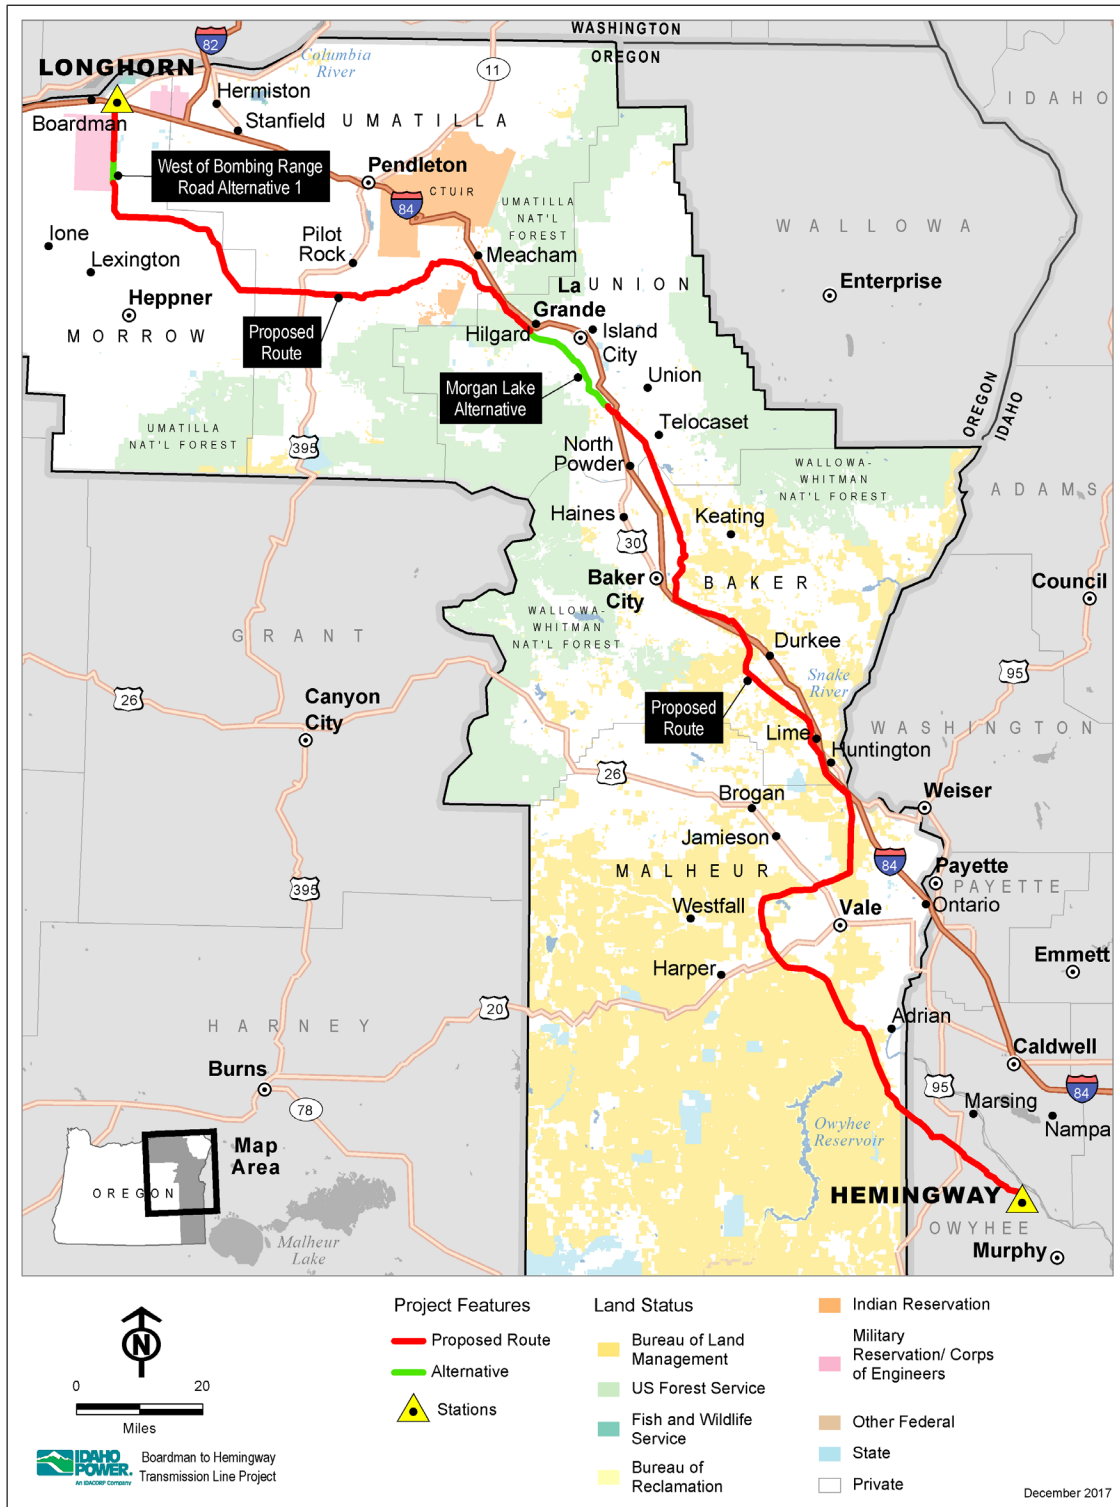 WASHINGTON
OREGON
82
Columbia
River
11
LONGHORN
IDAHO
Hermiston
Boardman
Stanfield
UMATILLA
West of Bombing Range
Road Alternative 1
Pendleton
CTUIR
84
UMATILLA
NAT'L
FOREST
WALLOWA
Ione
Pilot
Rock
Meacham
Lexington
La
Grande
UNION
Enterprise
Heppner
MORROW
Proposed
Route
Hilgard
Island
City
Morgan Lake
Alternative
Union
OREGON
IDAHO
UMATILLA
NAT'L FOREST
395
Telocaset
North
Powder
WALLOWA-
WHITMAN
NAT'L FOREST
ADAMS
Haines
Keating
30
Baker
City
BAKER
Council
WALLOWA-
WHITMAN
NAT'L FOREST
GRANT
Durkee
Snake
River
95
26
Canyon
City
Proposed
Route
Lime
WASHINGTON
Huntington
26
Brogan
Weiser
Jamieson
84
MALHEUR
Payette
PAYETTE
395
Westfall
Vale
Ontario
Harper
Emmett
20
HARNEY
Adrian
Burns
Caldwell
95
84
78
Marsing
Nampa
Owyhee
Reservoir
Map
Area
OREGON
HEMINGWAY
OWYHEE
Malheur
Lake
Murphy
N
0 20
Miles
IDAHO
POWER.
An IDACORP Company
Boardman to Hemingway
Transmission Line Project
Project Features
Proposed Route
Alternative
Stations
Land Status
Bureau of Land
Management
US Forest Service
Fish and Wildlife
Service
Bureau of
Reclamation
Indian Reservation
Military
Reservation/ Corps
of Engineers
Other Federal
State
Private
December 2017